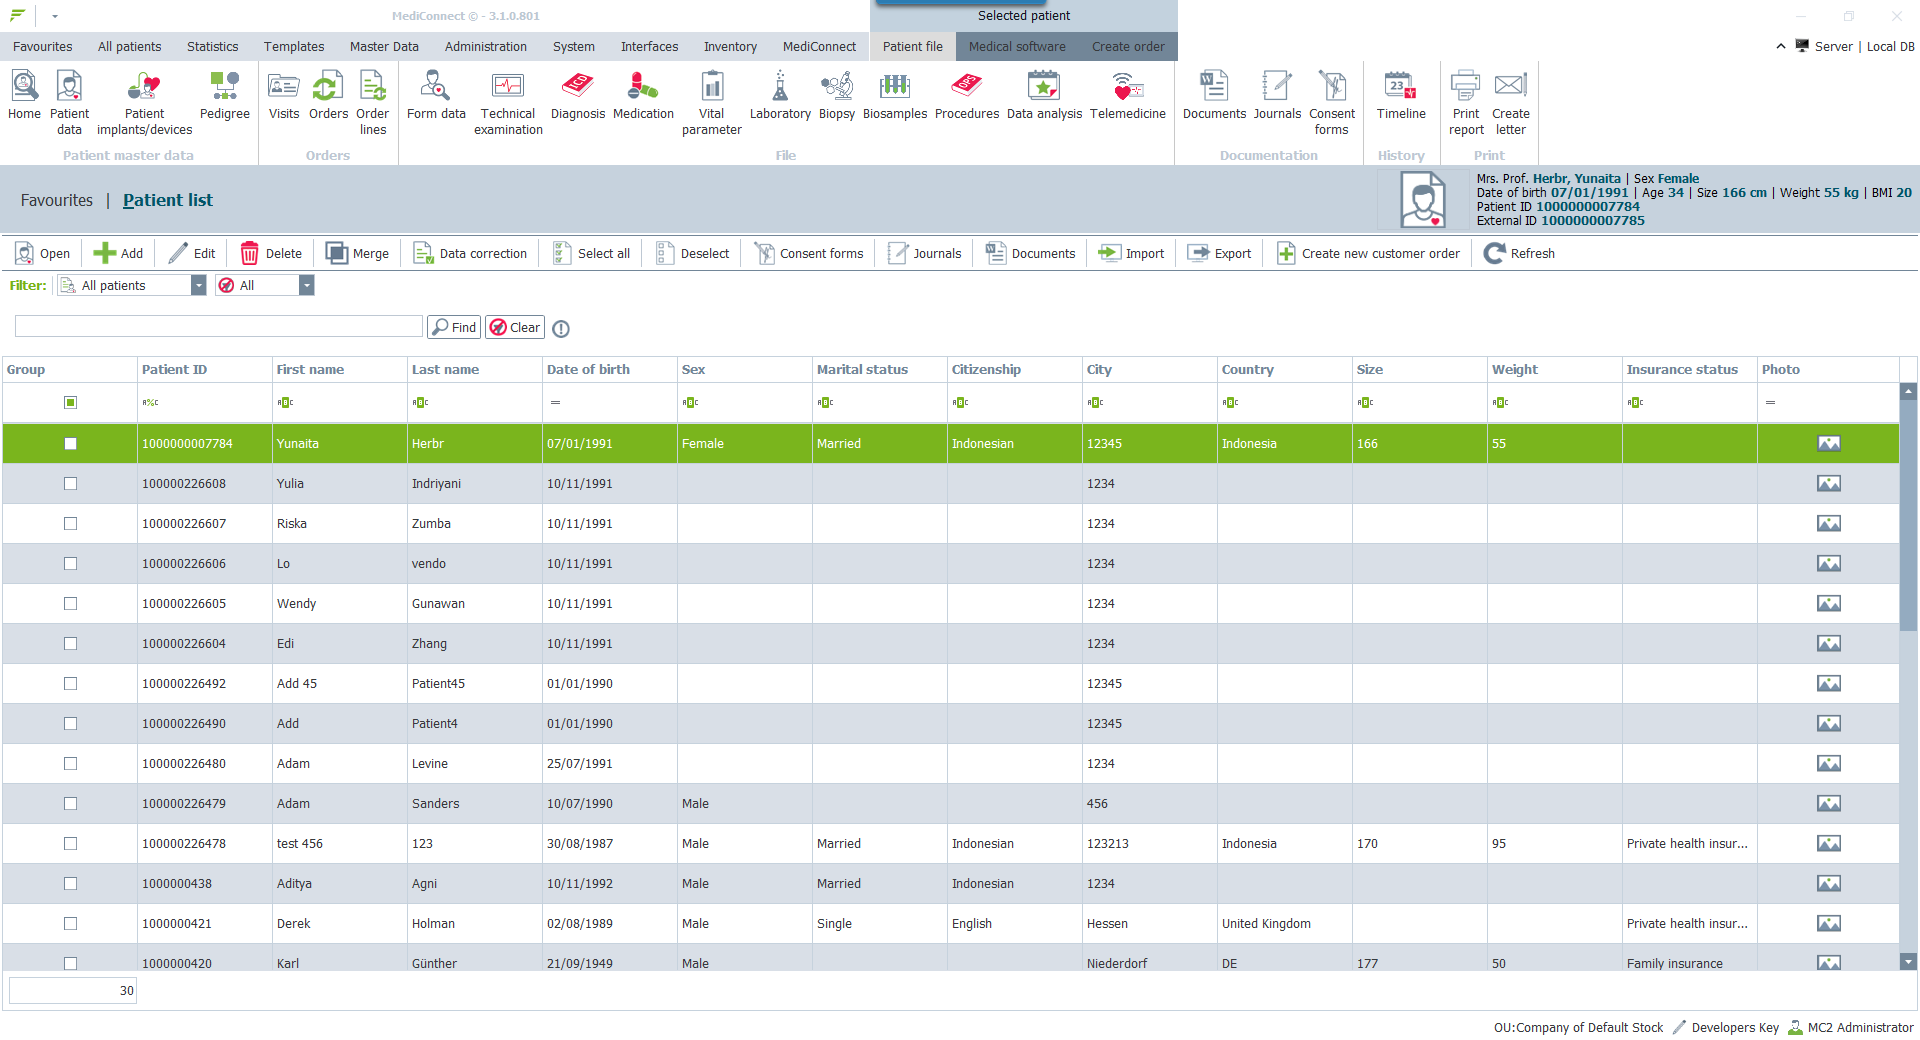 MediConnect © - 3.1.0.801
Selected patient
Favourites All patients Statistics Templates Master Data Administration System Interfaces Inventory MediConnect Patient file Medical software Create order Server | Local DB
Home Patient data Patient implants/devices Pedigree Visits Orders Order lines Form data Technical examination Diagnosis Medication Vital parameter Laboratory Biopsy Biosamples Procedures Data analysis Telemedicine Documents Journals Consent forms Timeline Print report Create letter
Patient master data Orders File Documentation History Print
Favourites | Patient list
Mrs. Prof. Herbr, Yunaita | Sex Female
Date of birth 07/01/1991 | Age 34 | Size 166 cm | Weight 55 kg | BMI 20
Patient ID 1000000007784
External ID 1000000007785
Open Add Edit Delete Merge Data correction Select all Deselect Consent forms Journals Documents Import Export Create new customer order Refresh
Filter: All patients All
Find Clear
Group Patient ID First name Last name Date of birth Sex Marital status Citizenship City Country Size Weight Insurance status Photo
1000000007784 Yunaita Herbr 07/01/1991 Female Married Indonesian 12345 Indonesia 166 55
100000226608 Yulia Indriyani 10/11/1991 1234
100000226607 Riska Zumba 10/11/1991 1234
100000226606 Lo vendo 10/11/1991 1234
100000226605 Wendy Gunawan 10/11/1991 1234
100000226604 Edi Zhang 10/11/1991 1234
100000226492 Add 45 Patient45 01/01/1990 12345
100000226490 Add Patient4 01/01/1990 12345
100000226480 Adam Levine 25/07/1991 1234
100000226479 Adam Sanders 10/07/1990 Male 456
100000226478 test 456 123 30/08/1987 Male Married Indonesian 123213 Indonesia 170 95 Private health insur...
1000000438 Aditya Agni 10/11/1992 Male Married Indonesian 1234
1000000421 Derek Holman 02/08/1989 Male Single English Hessen United Kingdom Private health insur...
1000000420 Karl Günther 21/09/1949 Male Niederdorf DE 177 50 Family insurance
30
OU:Company of Default Stock Developers Key MC2 Administrator